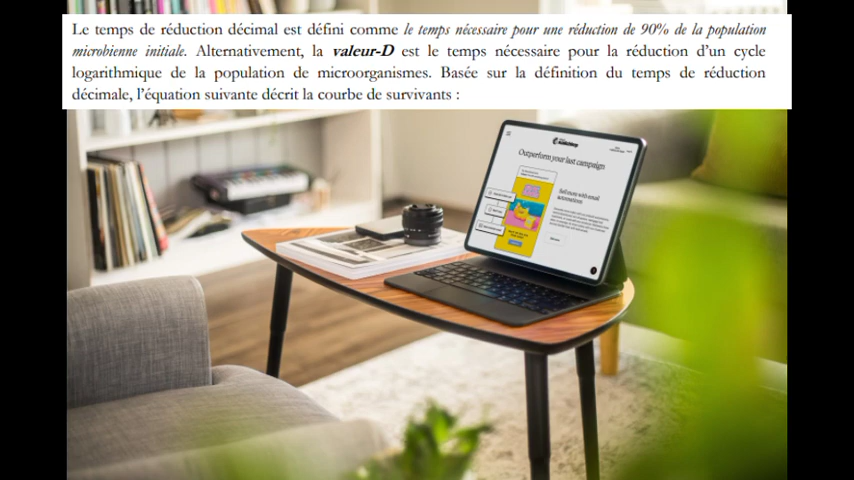 Le temps de réduction décimal est défini comme le temps nécessaire pour une réduction de 90% de la population
microbienne initiale. Alternativement, la valeur-D est le temps nécessaire pour la réduction d’un cycle
logarithmique de la population de microorganismes. Basée sur la définition du temps de réduction
décimale, l’équation suivante décrit la courbe de survivants :
Outperform your last campaign
Sell more with email
automations